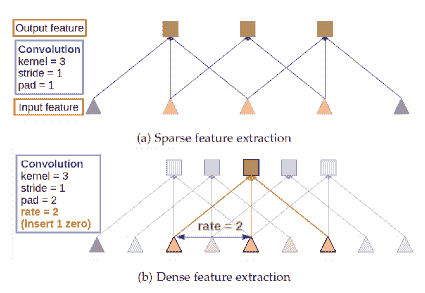 Output feature
Convolution
kernel = 3
stride = 1
pad = 1
Input feature
(a) Sparse feature extraction
Convolution
kernel = 3
stride = 1
pad = 2
rate = 2
(insert 1 zero)
rate = 2
(b) Dense feature extraction